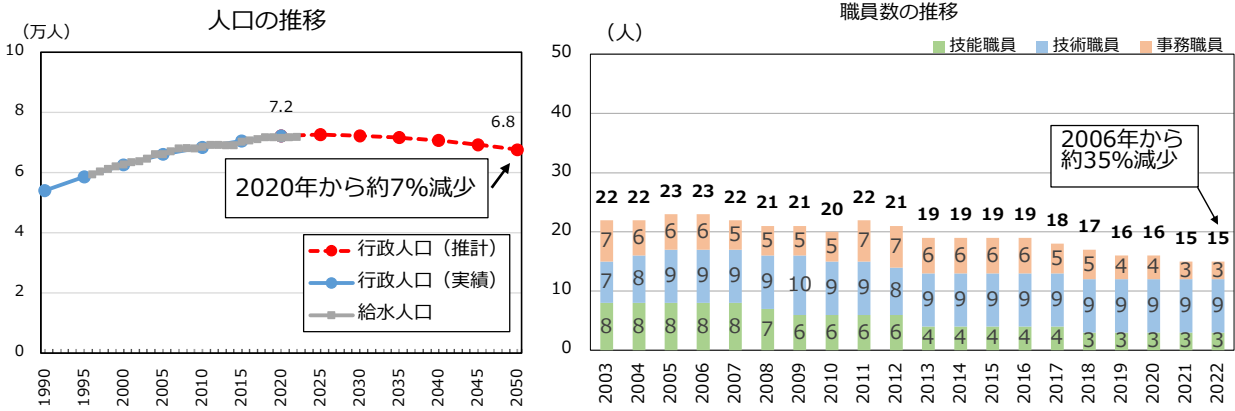 人口の推移
（万人）
10
8
6
4
2
0
7.2
6.8
2020年から約7%減少
行政人口（推計）
行政人口（実績）
給水人口
1990 1995 2000 2005 2010 2015 2020 2025 2030 2035 2040 2045 2050
職員数の推移
（人）
技能職員 技術職員 事務職員
50
40
30
20
10
0
2006年から
約35%減少
22 22 23 23 22 21 21 20 22 21 19 19 19 19 18 17 16 16 15 15
7 6 6 6 5 5 5 5 7 7 6 6 6 6 5 5 4 4 3 3
7 8 9 9 9 9 10 9 9 8 9 9 9 9 9 9 9 9 9 9
8 8 8 8 8 7 6 6 6 6 4 4 4 4 4 3 3 3 3 3
2003 2004 2005 2006 2007 2008 2009 2010 2011 2012 2013 2014 2015 2016 2017 2018 2019 2020 2021 2022